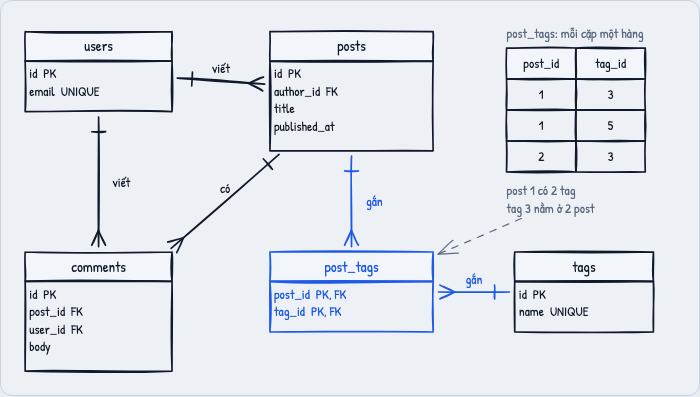 users
id PK
email UNIQUE
viết
posts
id PK
author_id FK
title
published_at
post_tags: mỗi cặp một hàng
post_id tag_id
1 3
1 5
2 3
post 1 có 2 tag
tag 3 nằm ở 2 post
viết
có
gắn
comments
id PK
post_id FK
user_id FK
body
post_tags
post_id PK, FK
tag_id PK, FK
gắn
tags
id PK
name UNIQUE